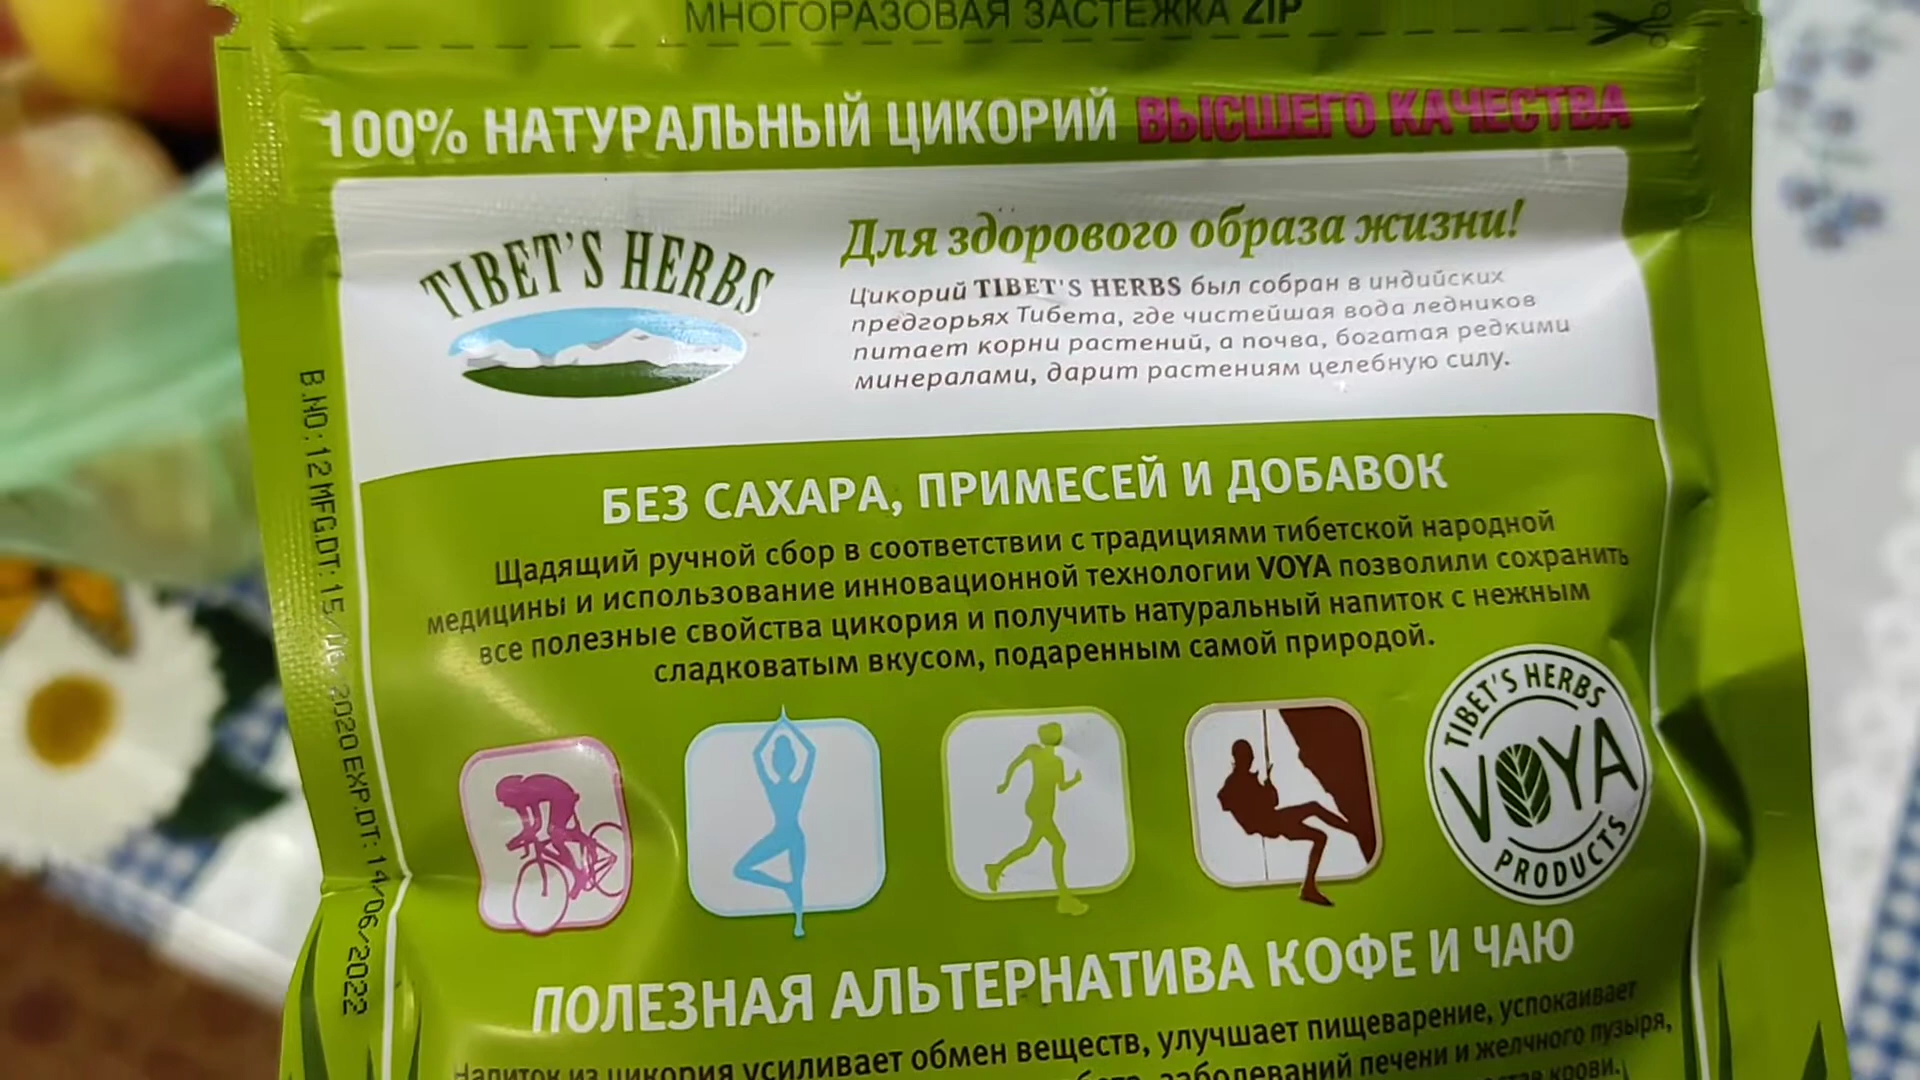 МНОГОРАЗОВАЯ ЗАСТЕЖКА ZIP
100% НАТУРАЛЬНЫЙ ЦИКОРИЙ ВЫСШЕГО КАЧЕСТВА
TIBET'S HERBS
Для здорового образа жизни!
Цикорий TIBET'S HERBS был собран в индийских
предгорьях Тибета, где чистейшая вода ледников
питает корни растений, а почва, богатая редкими
минералами, дарит растениям целебную силу.
B.NO:12 MFG.DT:15/06/2020 EXP.DT:14/06/2022
БЕЗ САХАРА, ПРИМЕСЕЙ И ДОБАВОК
Щадящий ручной сбор в соответствии с традициями тибетской народной
медицины и использование инновационной технологии VOYA позволили сохранить
все полезные свойства цикория и получить натуральный напиток с нежным
сладковатым вкусом, подаренным самой природой.
TIBET'S HERBS
VOYA
PRODUCTS
ПОЛЕЗНАЯ АЛЬТЕРНАТИВА КОФЕ И ЧАЮ
Напиток из цикория усиливает обмен веществ, улучшает пищеварение, успокаивает
заболеваний печени и желчного пузыря,
крови.